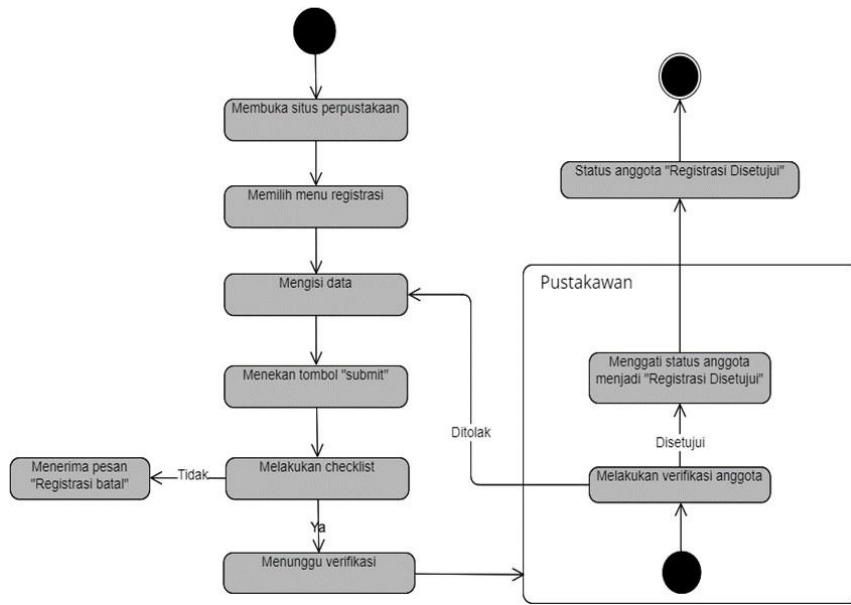 Membuka situs perpustakaan
Memilih menu registrasi
Mengisi data
Menekan tombol "submit"
Melakukan checklist
Tidak
Menerima pesan
"Registrasi batal"
Ya
Menunggu verifikasi
Pustakawan
Melakukan verifikasi anggota
Ditolak
Disetujui
Menggati status anggota
menjadi "Registrasi Disetujui"
Status anggota "Registrasi Disetujui"